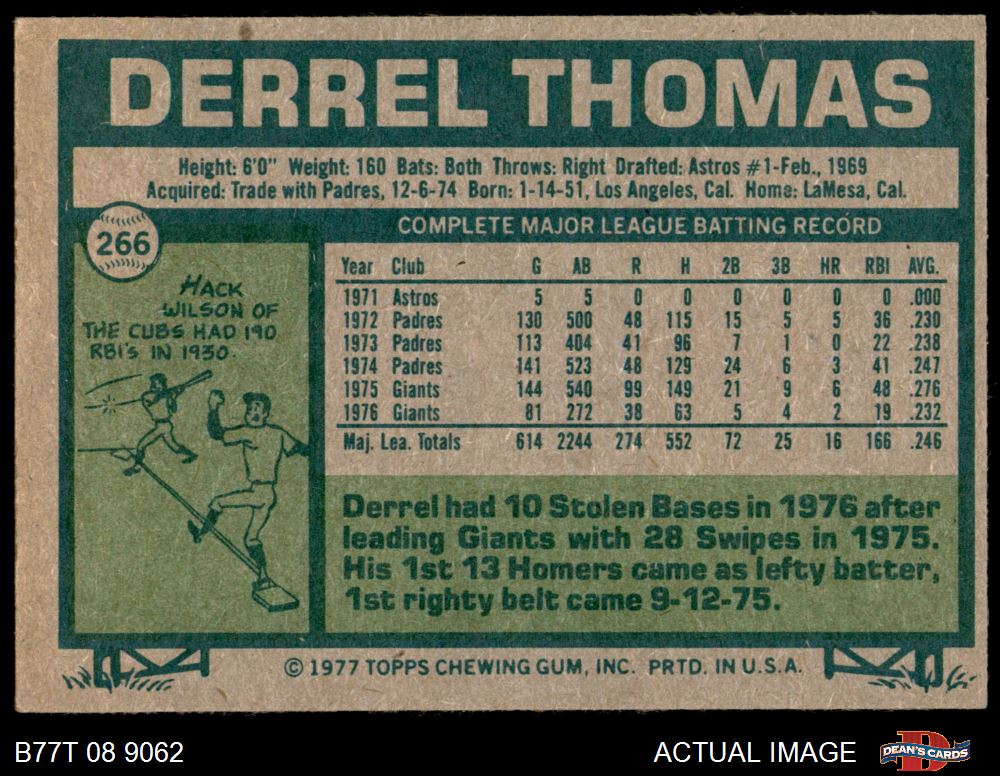 DERREL THOMAS
Height: 6'0" Weight: 160 Bats: Both Throws: Right Drafted: Astros #1-Feb., 1969
Acquired: Trade with Padres, 12-6-74 Born: 1-14-51, Los Angeles, Cal. Home: LaMesa, Cal.
266
HACK
WILSON OF
THE CUBS HAD 190
RBI'S IN 1930.
COMPLETE MAJOR LEAGUE BATTING RECORD
Year Club G AB R H 2B 3B HR RBI AVG.
1971 Astros 5 5 0 0 0 0 0 0 .000
1972 Padres 130 500 48 115 15 5 5 36 .230
1973 Padres 113 404 41 96 7 1 0 22 .238
1974 Padres 141 523 48 129 24 6 3 41 .247
1975 Giants 144 540 99 149 21 9 6 48 .276
1976 Giants 81 272 38 63 5 4 2 19 .232
Maj. Lea. Totals 614 2244 274 552 72 25 16 166 .246
Derrel had 10 Stolen Bases in 1976 after
leading Giants with 28 Swipes in 1975.
His 1st 13 Homers came as lefty batter,
1st righty belt came 9-12-75.
© 1977 TOPPS CHEWING GUM, INC. PRTD. IN U.S.A.
B77T 08 9062
ACTUAL IMAGE
D
DEAN'S CARDS